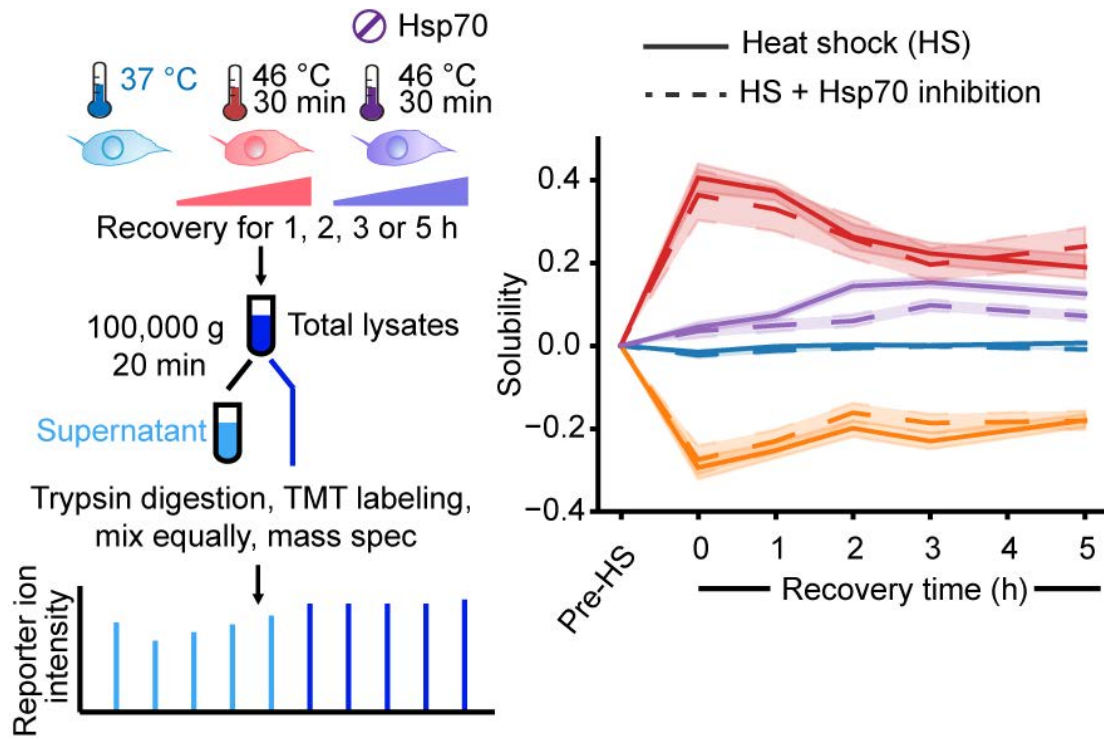 Hsp70
37 °C
46 °C
30 min
46 °C
30 min
Recovery for 1, 2, 3 or 5 h
100,000 g
20 min
Total lysates
Supernatant
Trypsin digestion, TMT labeling,
mix equally, mass spec
Reporter ion
intensity
Heat shock (HS)
HS + Hsp70 inhibition
Solubility
0.4
0.2
0.0
−0.2
−0.4
Pre-HS
0 1 2 3 4 5
Recovery time (h)